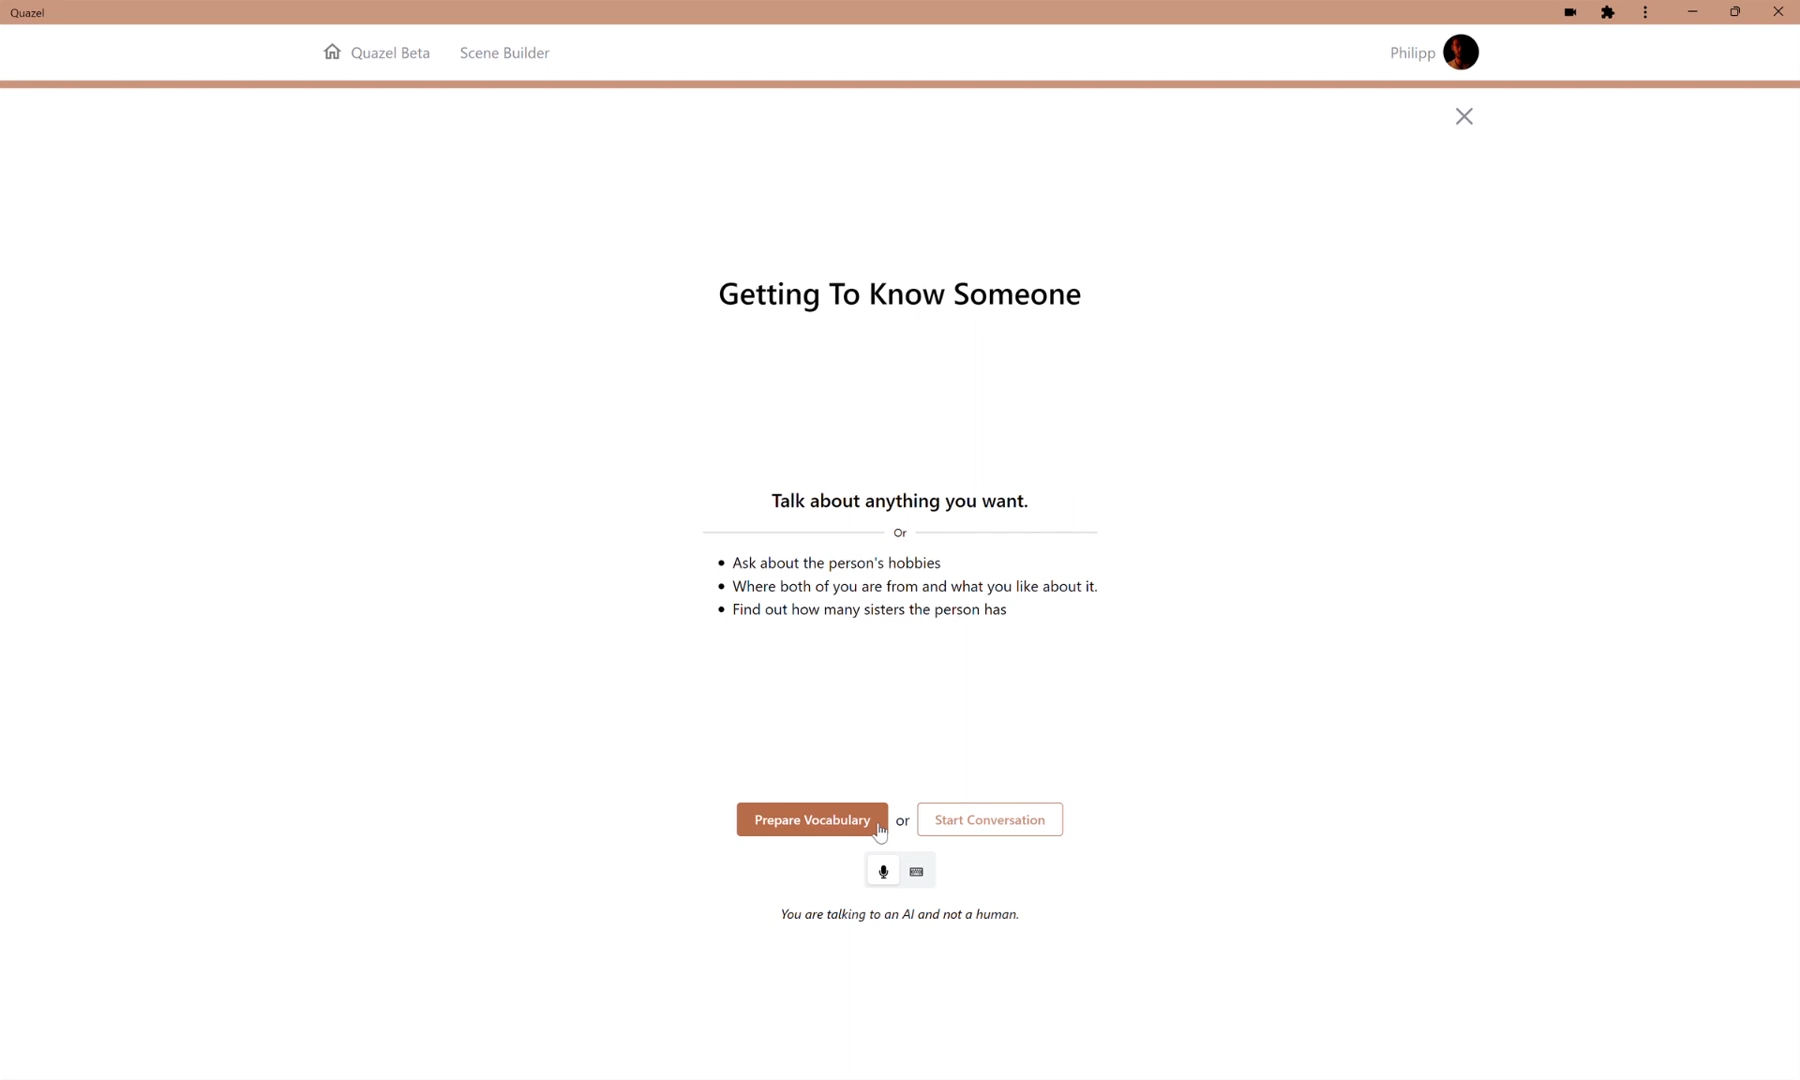 Quazel
Quazel Beta
Scene Builder
Philipp
Getting To Know Someone
Talk about anything you want.
Or
Ask about the person's hobbies
Where both of you are from and what you like about it.
Find out how many sisters the person has
Prepare Vocabulary or Start Conversation
You are talking to an AI and not a human.